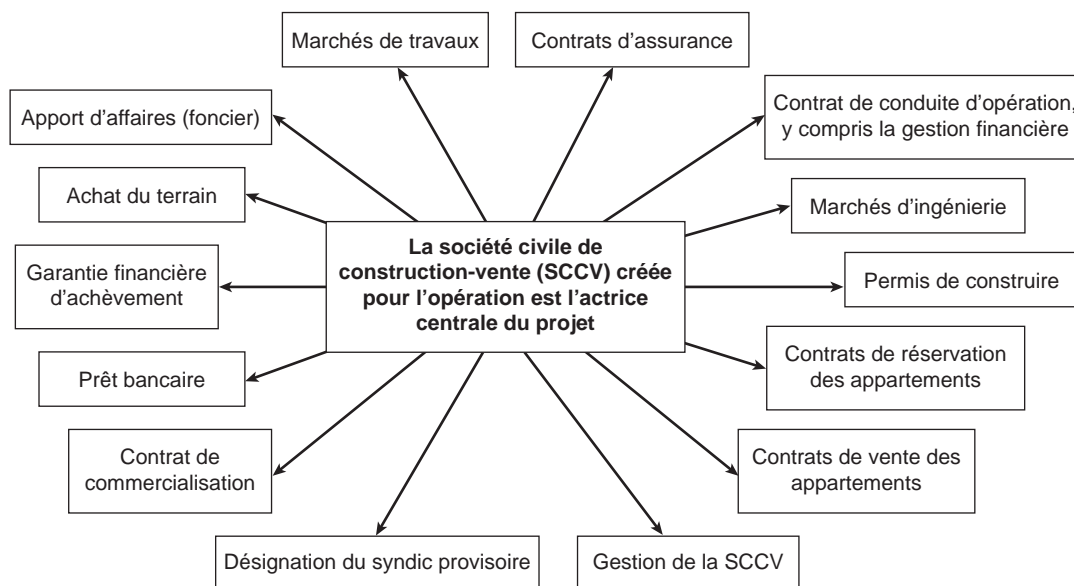 Marchés de travaux
Contrats d’assurance
Apport d’affaires (foncier)
Contrat de conduite d’opération,
y compris la gestion financière
Achat du terrain
Marchés d’ingénierie
La société civile de
construction-vente (SCCV) créée
pour l’opération est l’actrice
centrale du projet
Garantie financière
d’achèvement
Permis de construire
Prêt bancaire
Contrats de réservation
des appartements
Contrat de
commercialisation
Contrats de vente des
appartements
Désignation du syndic provisoire
Gestion de la SCCV